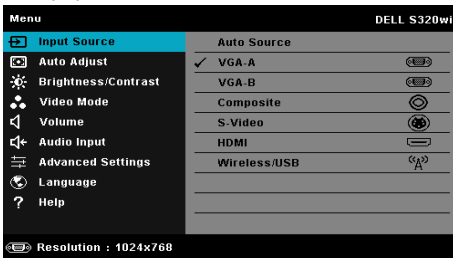 Menu DELL S320wi
Input Source Auto Source
Auto Adjust VGA-A
Brightness/Contrast VGA-B
Video Mode Composite
Volume S-Video
Audio Input HDMI
Advanced Settings Wireless/USB
Language
? Help
Resolution : 1024x768